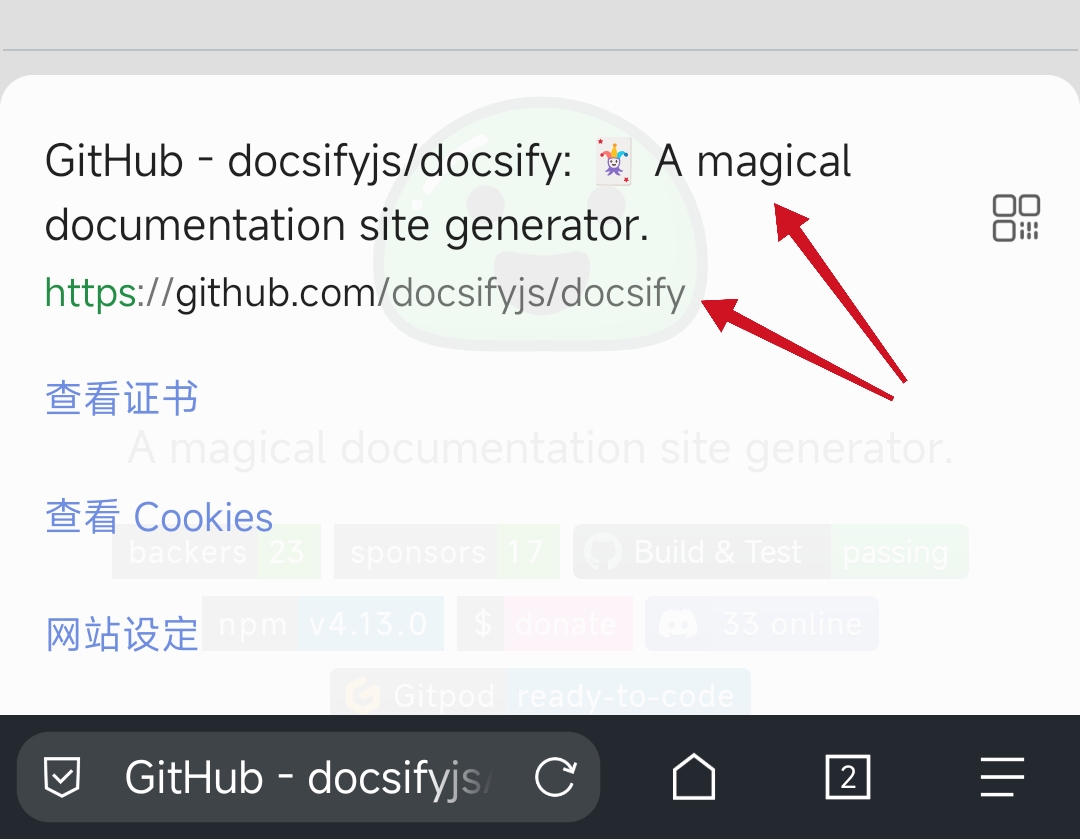 GitHub - docsifyjs/docsify: 🃏 A magical
documentation site generator.
https://github.com/docsifyjs/docsify
查看证书
A magical documentation site generator.
查看 Cookies
backers 23 sponsors 17 Build & Test passing
网站设定
npm v4.13.0 $ donate 33 online
Gitpod ready-to-code
GitHub - docsifyjs/ 2